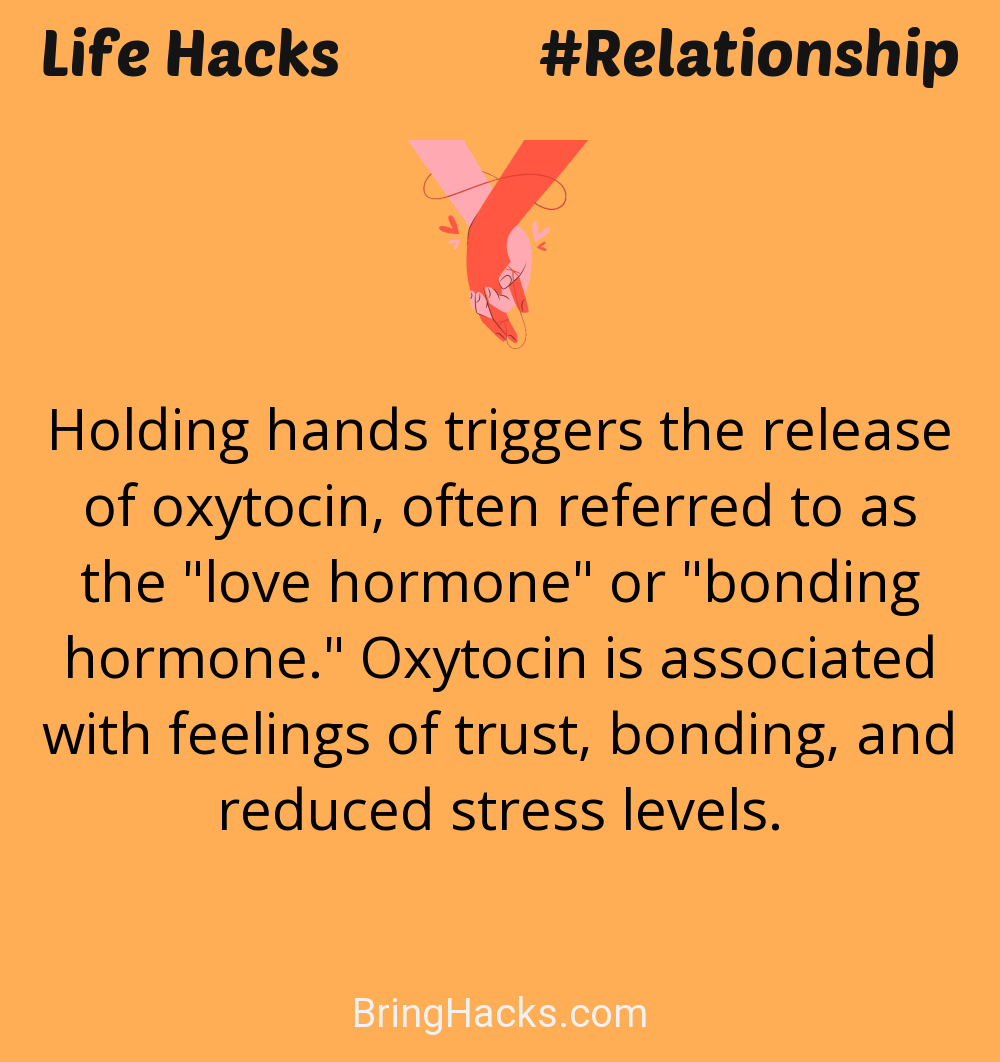 Life Hacks #Relationship
Holding hands triggers the release
of oxytocin, often referred to as
the "love hormone" or "bonding
hormone." Oxytocin is associated
with feelings of trust, bonding, and
reduced stress levels.
BringHacks.com